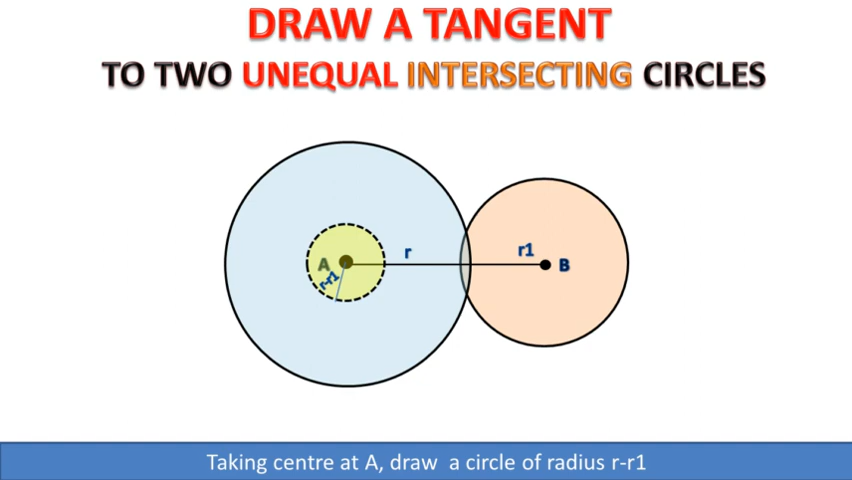 DRAW A TANGENT
TO TWO UNEQUAL INTERSECTING CIRCLES
r
r1
A
B
r-r1
Taking centre at A, draw a circle of radius r-r1